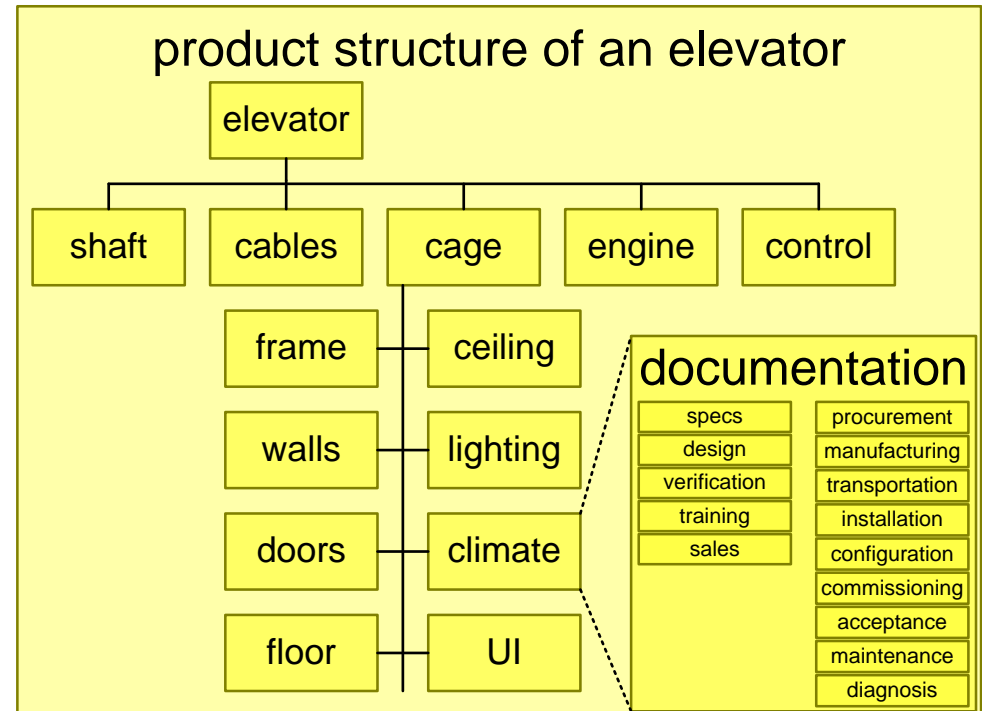 product structure of an elevator
elevator
shaft
cables
cage
engine
control
frame
ceiling
walls
lighting
doors
climate
floor
UI
documentation
specs
design
verification
training
sales
procurement
manufacturing
transportation
installation
configuration
commissioning
acceptance
maintenance
diagnosis